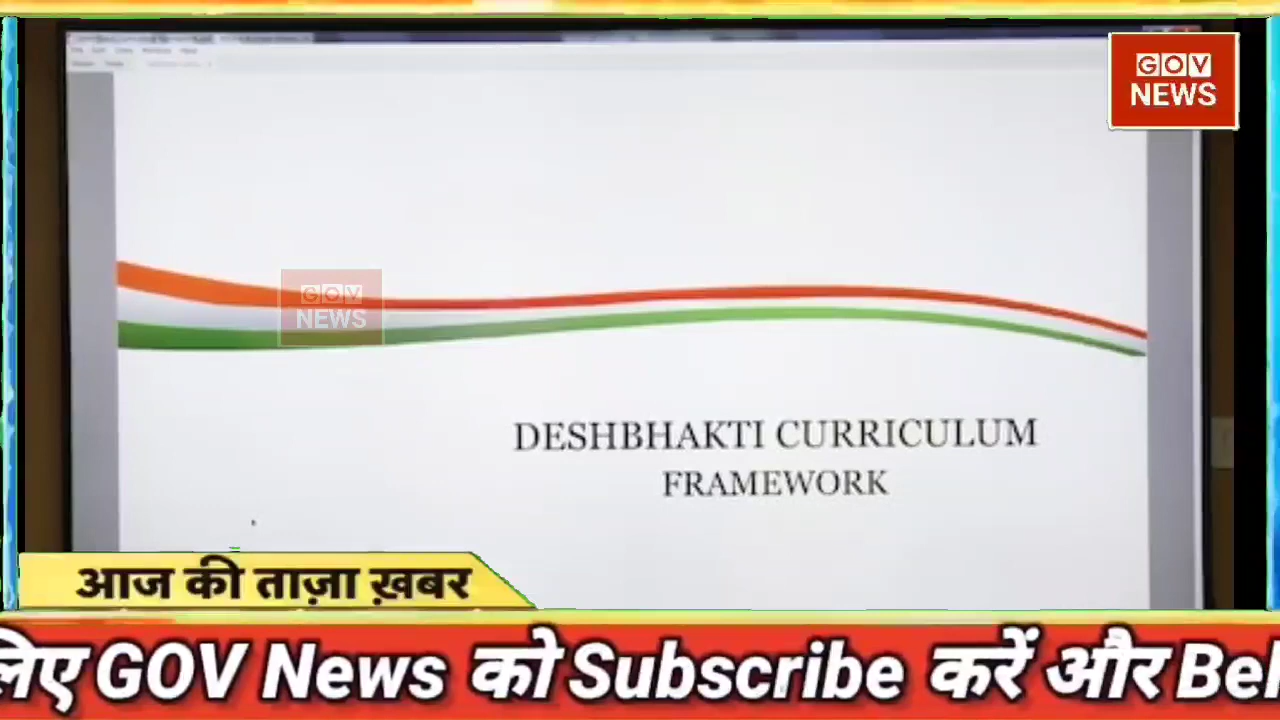 GOV
NEWS
GOV
NEWS
DESHBHAKTI CURRICULUM
FRAMEWORK
आज की ताज़ा ख़बर
लिए GOV News को Subscribe करें और Bel